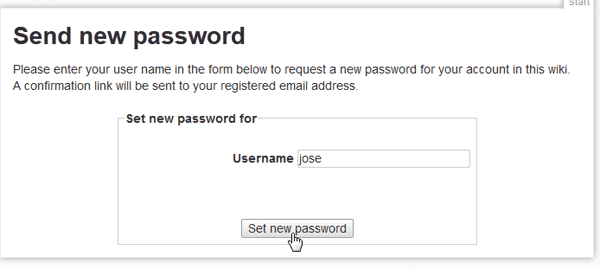 start
Send new password
Please enter your user name in the form below to request a new password for your account in this wiki.
A confirmation link will be sent to your registered email address.
Set new password for
Username jose
Set new password